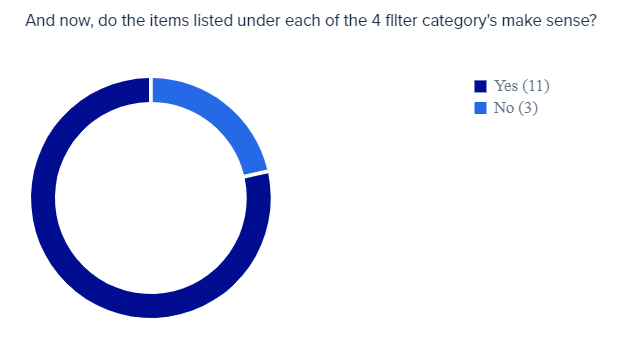 And now, do the items listed under each of the 4 fIlter category's make sense?
Yes (11)
No (3)